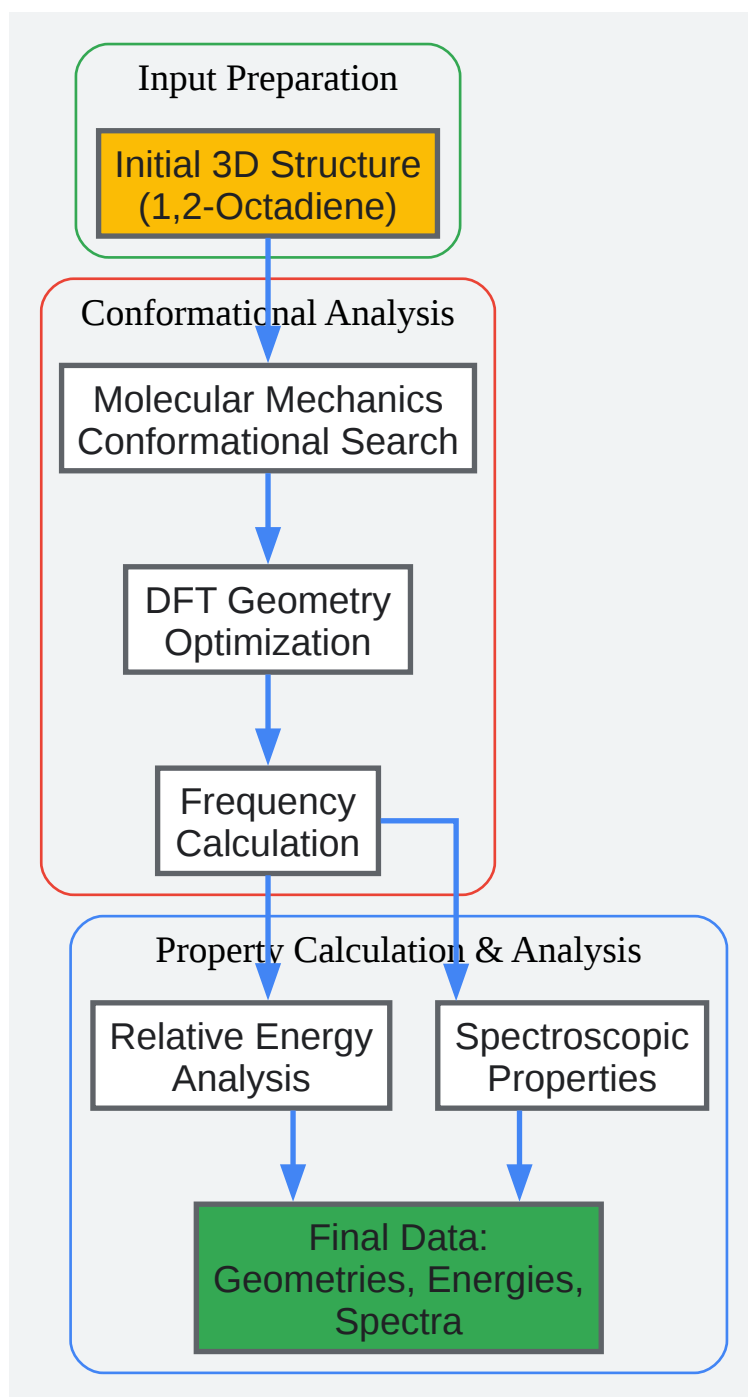 Input Preparation
Initial 3D Structure
(1,2-Octadiene)
Conformational Analysis
Molecular Mechanics
Conformational Search
DFT Geometry
Optimization
Frequency
Calculation
Property Calculation & Analysis
Relative Energy
Analysis
Spectroscopic
Properties
Final Data:
Geometries, Energies,
Spectra